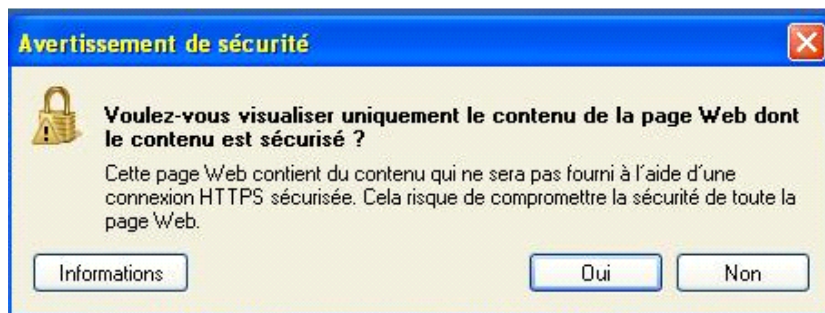 Avertissement de sécurité
Voulez-vous visualiser uniquement le contenu de la page Web dont
le contenu est sécurisé ?
Cette page Web contient du contenu qui ne sera pas fourni à l'aide d'une
connexion HTTPS sécurisée. Cela risque de compromettre la sécurité de toute la
page Web.
Informations
Oui
Non